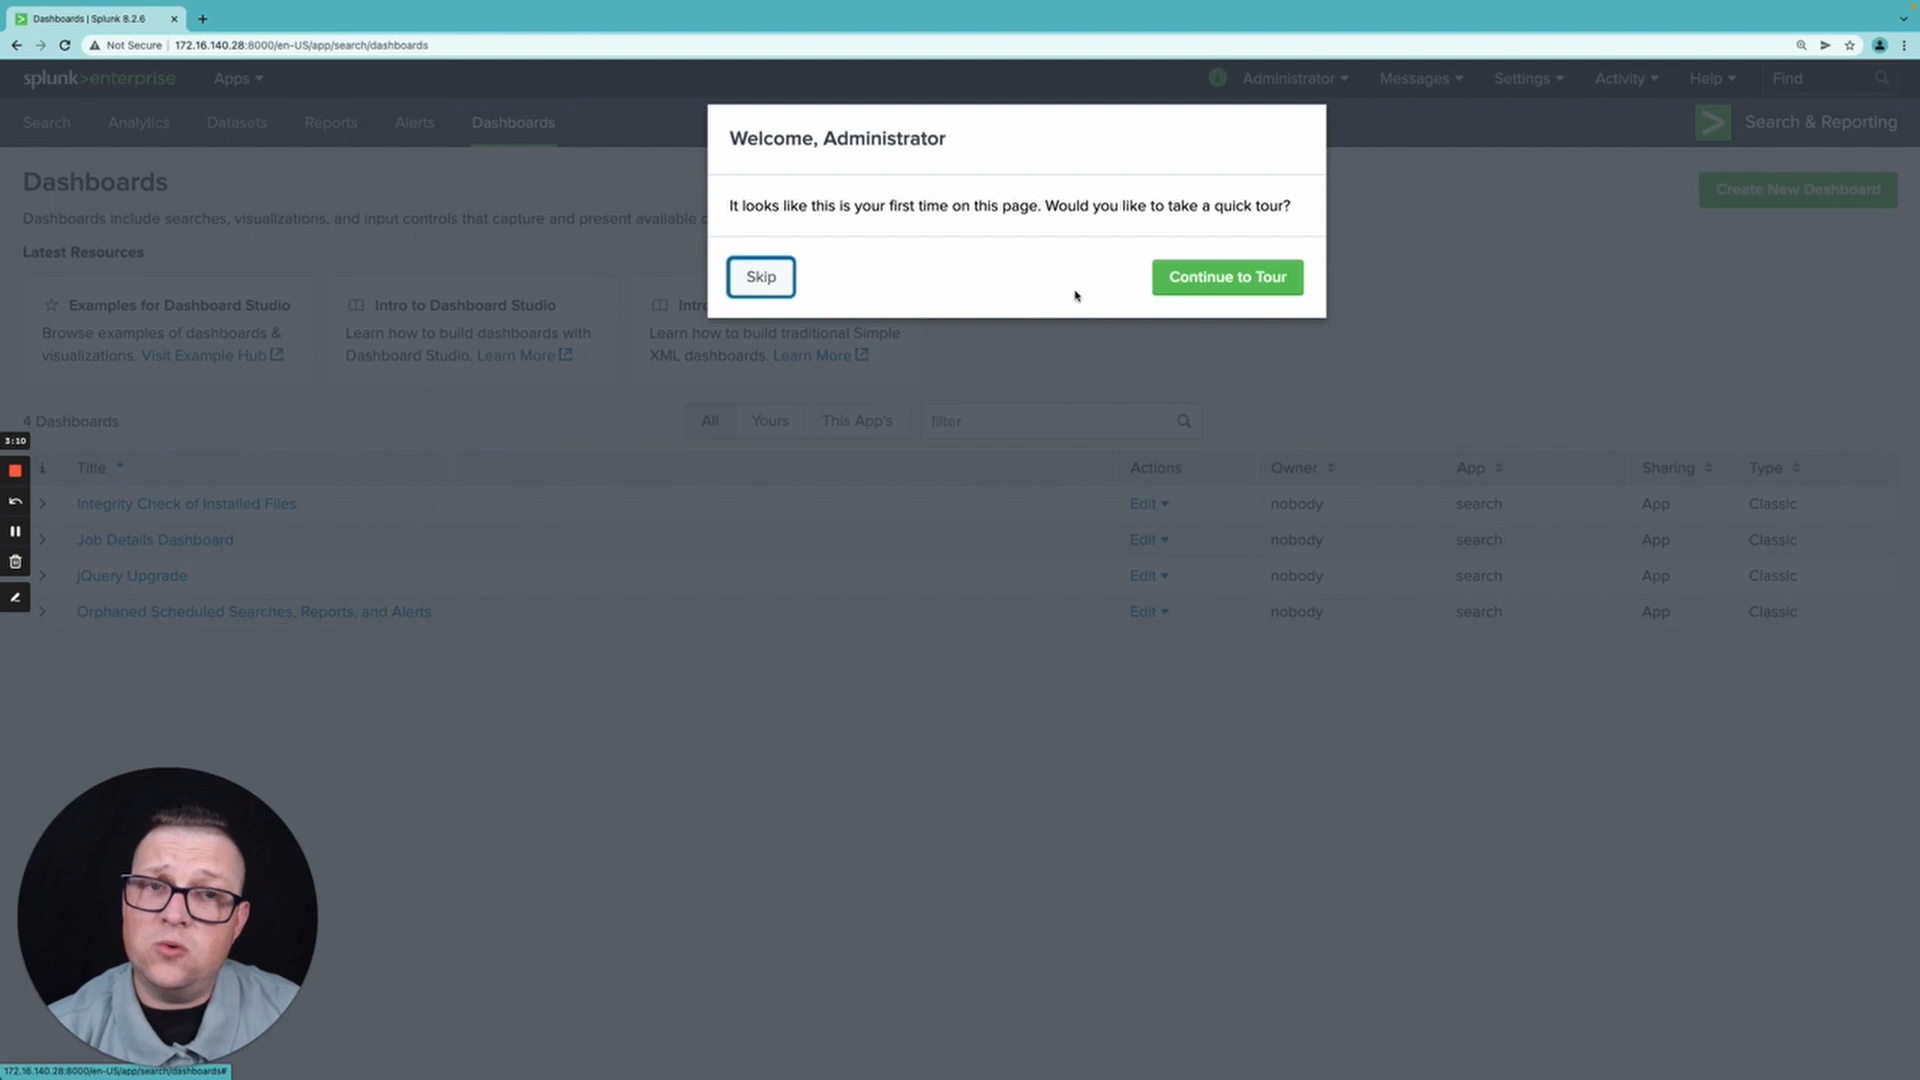 Dashboards | Splunk 8.2.6
Not Secure | 172.16.140.28:8000/en-US/app/search/dashboards
splunk>enterprise Apps Administrator Messages Settings Activity Help Find
Search Analytics Datasets Reports Alerts Dashboards Search & Reporting
Welcome, Administrator
It looks like this is your first time on this page. Would you like to take a quick tour?
Skip Continue to Tour
Dashboards
Create New Dashboard
Dashboards include searches, visualizations, and input controls that capture and present available
Latest Resources
Examples for Dashboard Studio
Browse examples of dashboards &
visualizations. Visit Example Hub
Intro to Dashboard Studio
Learn how to build dashboards with
Dashboard Studio. Learn More
Learn how to build traditional Simple
XML dashboards. Learn More
4 Dashboards All Yours This App's filter
3:10
i Title Actions Owner App Sharing Type
Integrity Check of Installed Files Edit nobody search App Classic
Job Details Dashboard Edit nobody search App Classic
jQuery Upgrade Edit nobody search App Classic
Orphaned Scheduled Searches, Reports, and Alerts Edit nobody search App Classic
172.16.140.28:8000/en-US/app/search/dashboards#